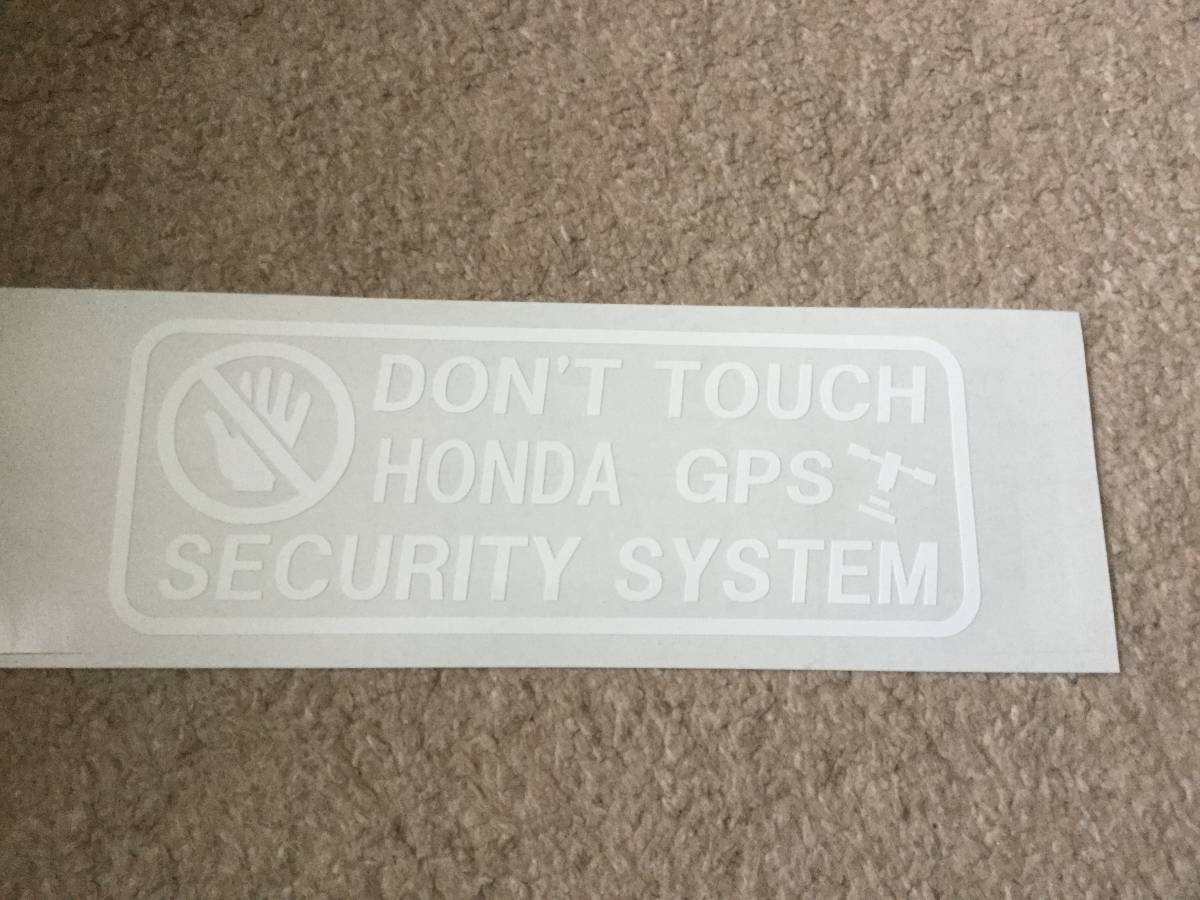 DON'T TOUCH
HONDA GPS
SECURITY SYSTEM